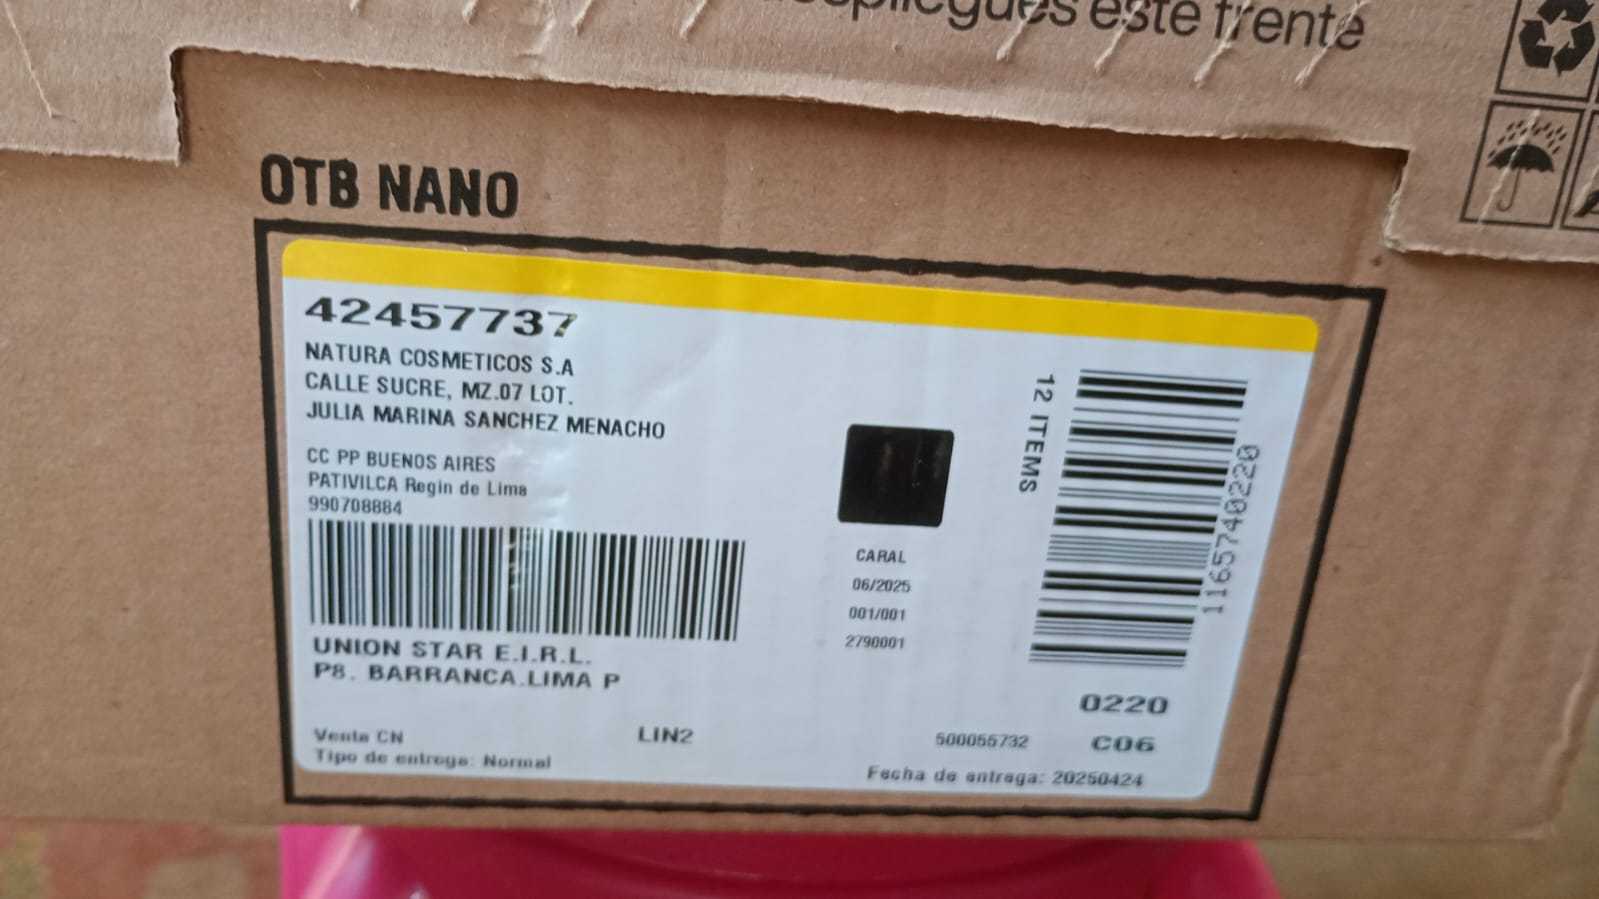 despliegues este frente
OTB NANO
42457737
NATURA COSMETICOS S.A
CALLE SUCRE, MZ.07 LOT.
JULIA MARINA SANCHEZ MENACHO
CC PP BUENOS AIRES
PATIVILCA Regin de Lima
990708884
UNION STAR E.I.R.L.
P8. BARRANCA.LIMA P
Venta CN
LIN2
Tipo de entrega: Normal
CARAL
06/2025
001/001
2790001
12 ITEMS
1165740220
0220
500055732
C06
Fecha de entrega: 20250424